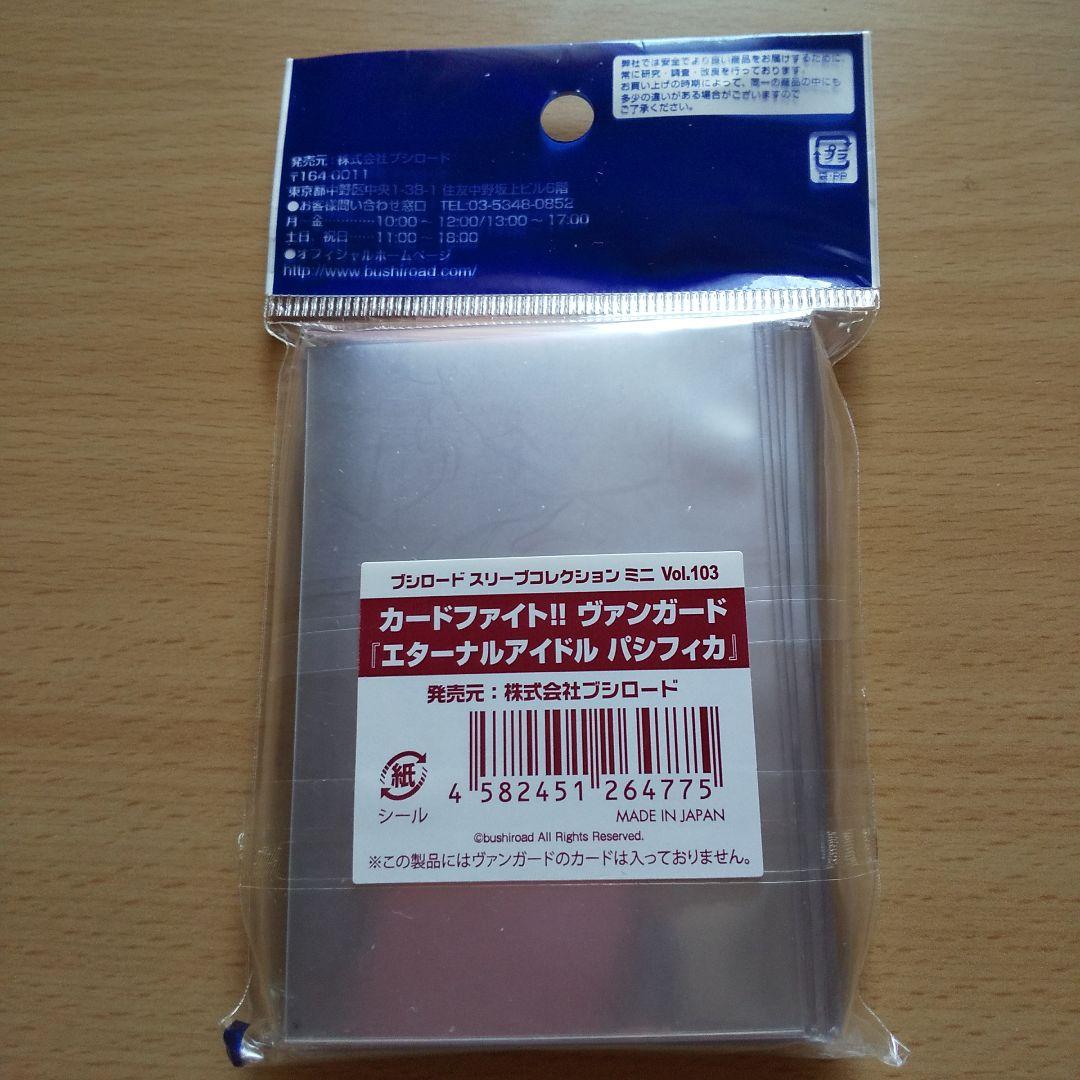 弊社では安全でより良い商品をお届けするために、
常に研究・調査・改良を行っております。
お買い上げの時期によって、同一の商品の中にも
多少の違いがある場合がございますので
ご了承ください。
プラ
発売元:株式会社ブシロード
〒164-0011
東京都中野区中央1-38-1 住友中野坂上ビル6階
●お客様問い合わせ窓口 TEL:03-5348-0852
月 金…………10:00～12:00/13:00～17:00
土日、祝日……11:00～18:00
●オフィシャルホームページ
http://www.bushiroad.com/
ブシロード スリーブコレクション ミニ Vol.103
カードファイト!! ヴァンガード
『エターナルアイドル パシフィカ』
発売元：株式会社ブシロード
紙
シール
4 582451 264775
MADE IN JAPAN
©bushiroad All Rights Reserved.
※この製品にはヴァンガードのカードは入っておりません。